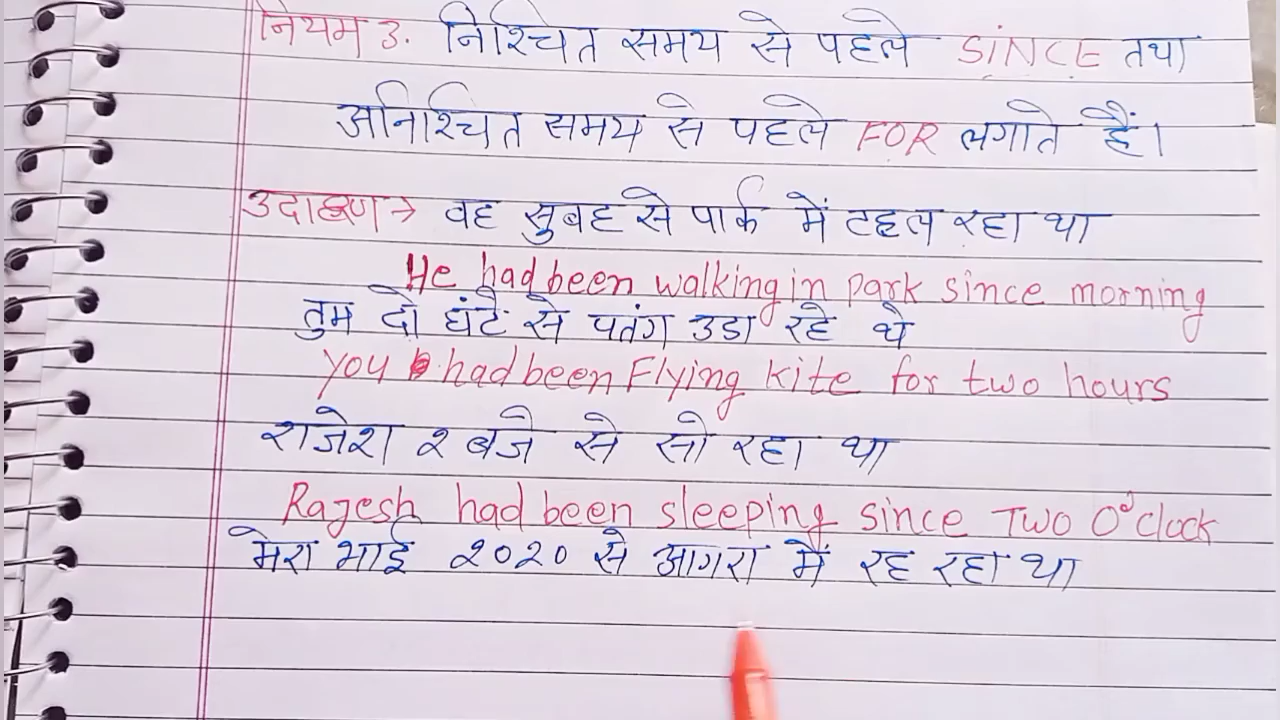 नियम 3. निश्चित समय से पहले SINCE तथा
अनिश्चित समय से पहले FOR लगाते हैं।
उदाहरण → वह सुबह से पार्क में टहल रहा था
He had been walking in park since morning
तुम दो घंटे से पतंग उडा रहे थे
you had been Flying kite for two hours
राजेश २ बजे से सो रहा था
Rajesh had been sleeping since Two O'clock
मेरा भाई २०२० से आगरा में रह रहा था